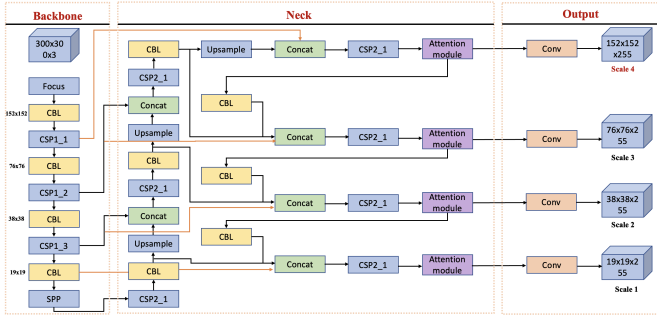 Backbone
Neck
Output
300x30
0x3
Focus
152x152
CBL
CSP1_1
76x76
CBL
CSP1_2
38x38
CBL
CSP1_3
19x19
CBL
SPP
CBL
CSP2_1
Concat
Upsample
CBL
CSP2_1
Concat
Upsample
CBL
CSP2_1
Upsample
Concat
CSP2_1
Attention
module
CBL
Concat
CSP2_1
Attention
module
CBL
Concat
CSP2_1
Attention
module
CBL
Concat
CSP2_1
Attention
module
Conv
152x152
x255
Scale 4
Conv
76x76x2
55
Scale 3
Conv
38x38x2
55
Scale 2
Conv
19x19x2
55
Scale 1